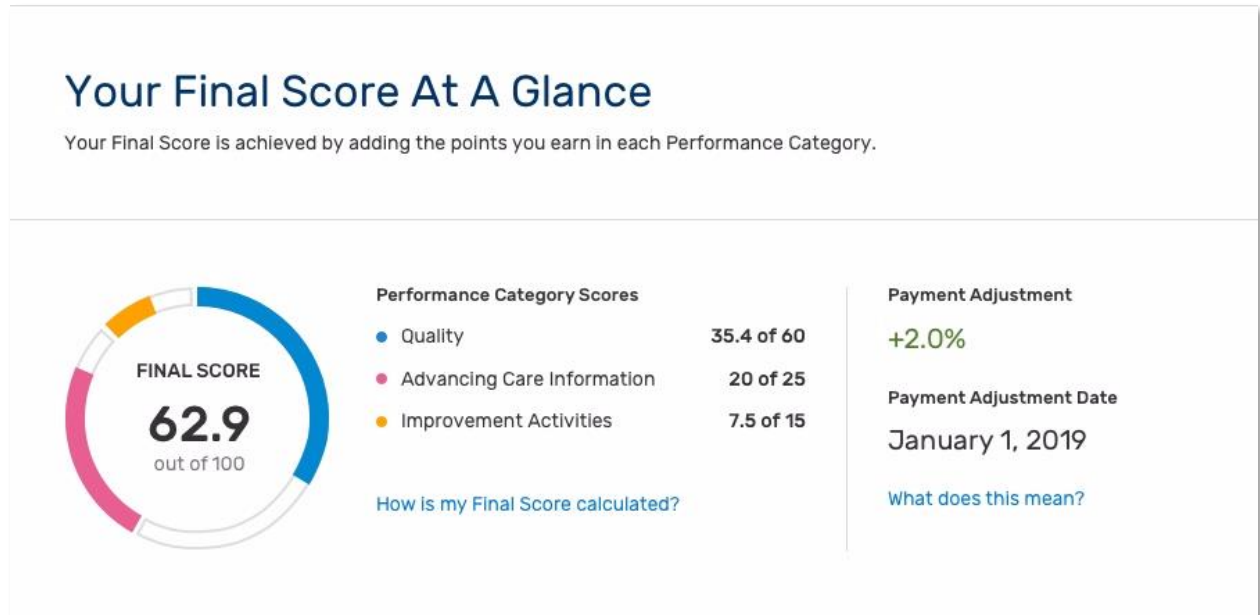 Your Final Score At A Glance
Your Final Score is achieved by adding the points you earn in each Performance Category.
FINAL SCORE
62.9
out of 100
Performance Category Scores
Quality 35.4 of 60
Advancing Care Information 20 of 25
Improvement Activities 7.5 of 15
How is my Final Score calculated?
Payment Adjustment
+2.0%
Payment Adjustment Date
January 1, 2019
What does this mean?